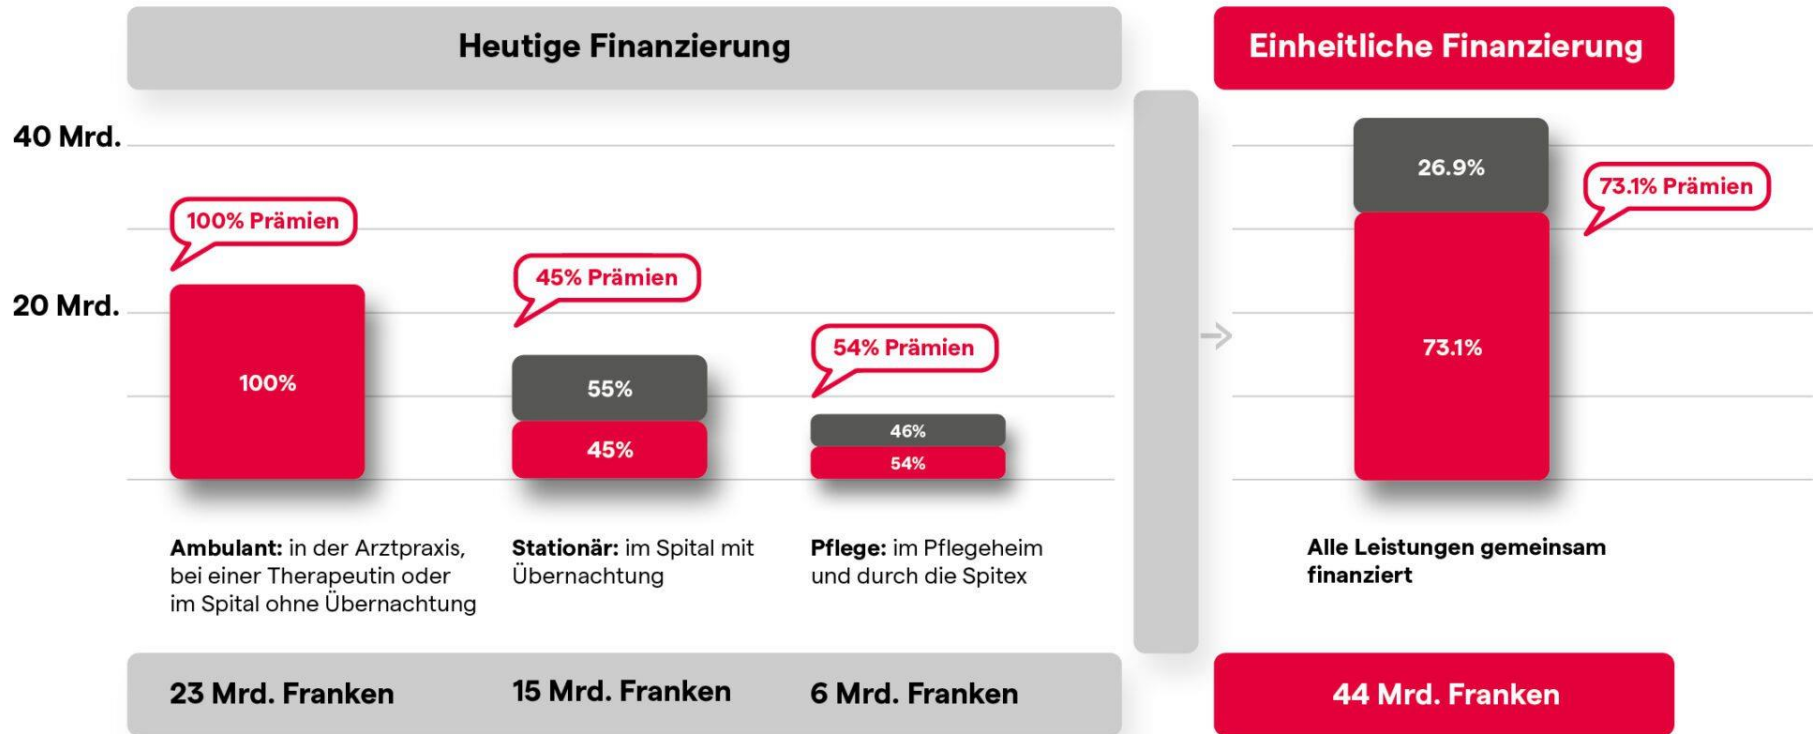 Heutige Finanzierung
Einheitliche Finanzierung
40 Mrd.
20 Mrd.
100% Prämien
100%
45% Prämien
55%
45%
54% Prämien
46%
54%
26.9%
73.1% Prämien
73.1%
Ambulant: in der Arztpraxis,
bei einer Therapeutin oder
im Spital ohne Übernachtung
Stationär: im Spital mit
Übernachtung
Pflege: im Pflegeheim
und durch die Spitex
Alle Leistungen gemeinsam
finanziert
23 Mrd. Franken
15 Mrd. Franken
6 Mrd. Franken
44 Mrd. Franken